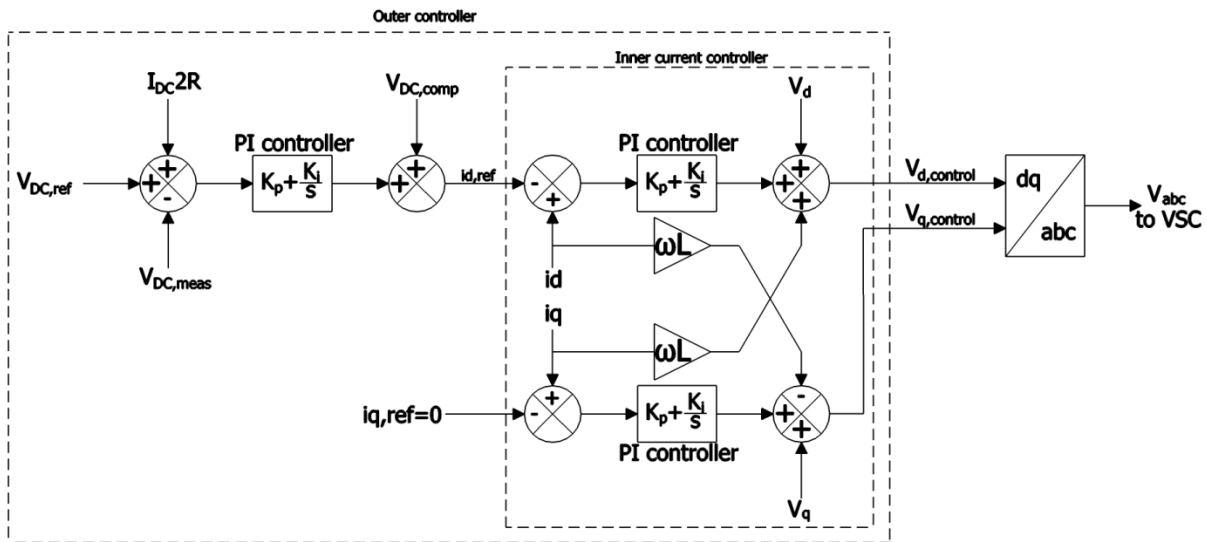 Outer controller
Inner current controller
I_DC2R
V_DC,comp
V_d
PI controller
PI controller
V_DC,ref
+
+
-
K_p+K_i/s
+
+
id,ref
-
+
K_p+K_i/s
+
+
+
V_d,control
dq
abc
V_abc
to VSC
V_q,control
V_DC,meas
ωL
id
iq
ωL
iq,ref=0
+
-
K_p+K_i/s
-
+
+
PI controller
V_q